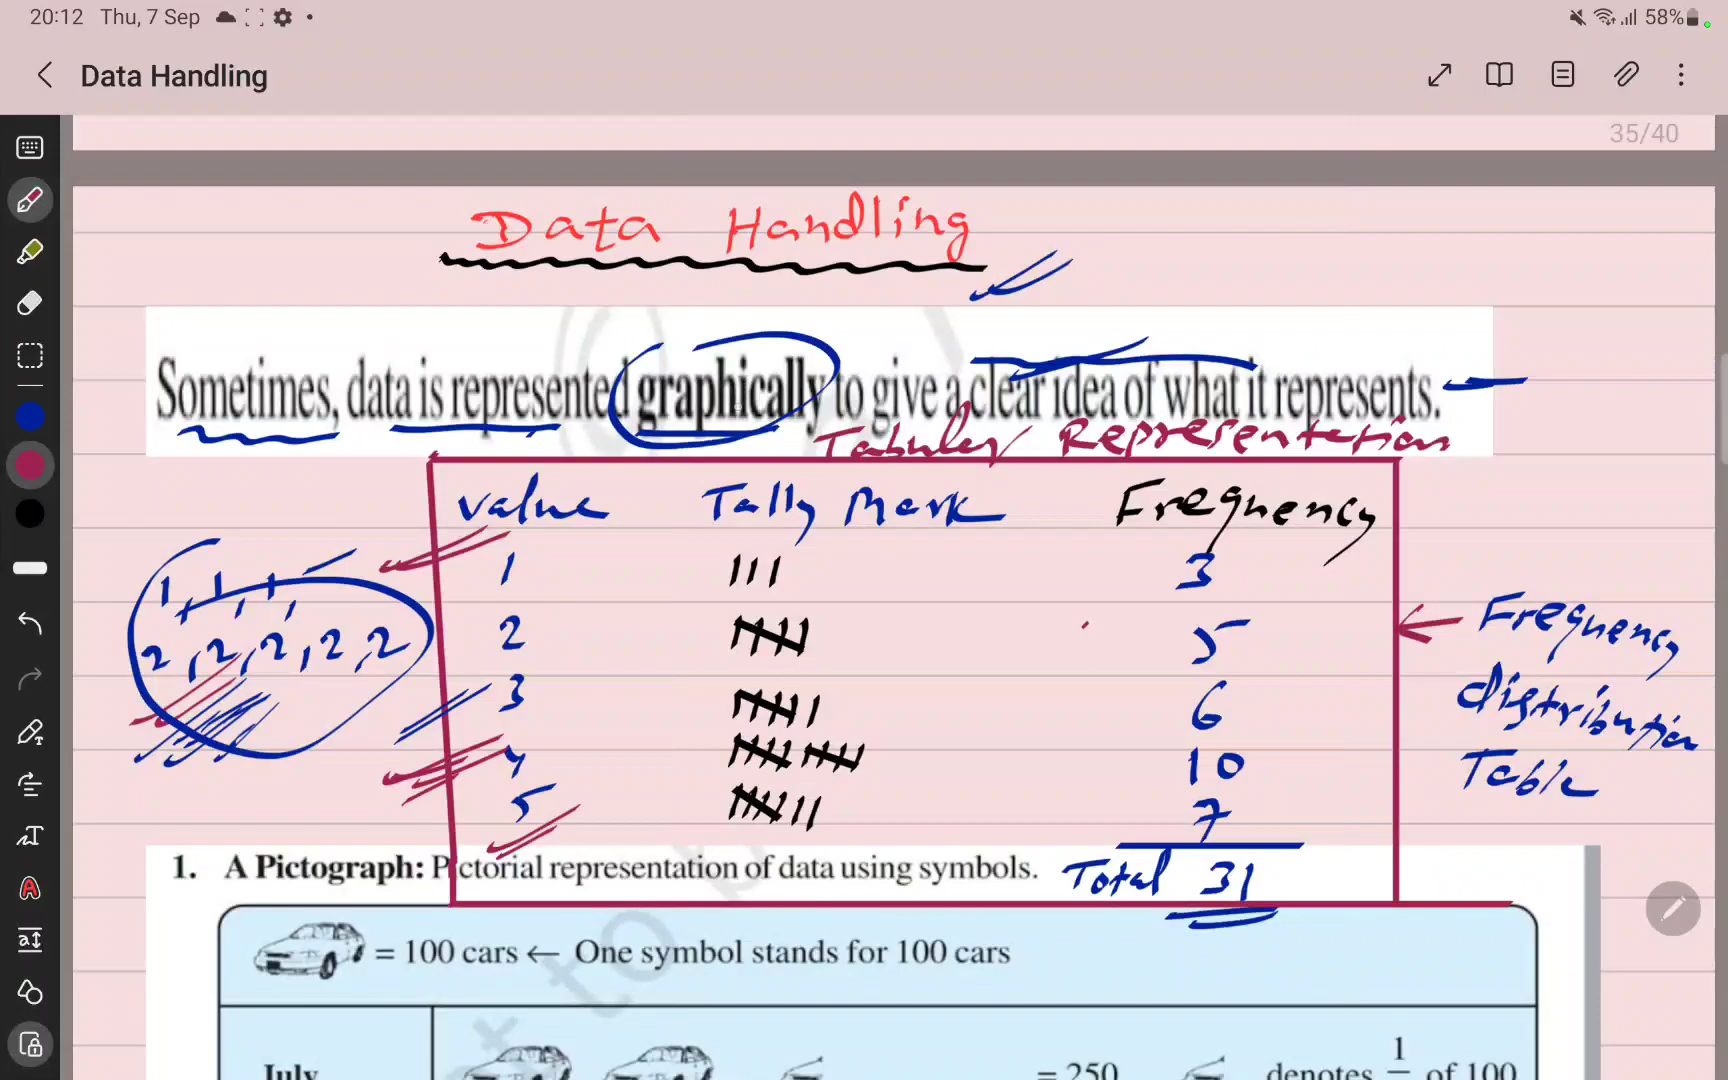 20:12 Thu, 7 Sep 58%
Data Handling
35/40
Data Handling
Sometimes, data is represented graphically to give a clear idea of what it represents.
Tabuler Representation
Value Tally Mark Frequency
1 ||| 3
2 5
3 6
4 10
5 7
Total 31
1, 1, 1,
2, 2, 2, 2, 2
Frequency
distribution
Table
1. A Pictograph: Pictorial representation of data using symbols.
= 100 cars ← One symbol stands for 100 cars
July = 250 denotes 1 of 100